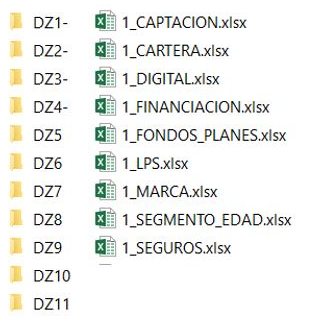 DZ1- 1_CAPTACION.xlsx
DZ2- 1_CARTERA.xlsx
DZ3- 1_DIGITAL.xlsx
DZ4- 1_FINANCIACION.xlsx
DZ5 1_FONDOS_PLANES.xlsx
DZ6 1_LPS.xlsx
DZ7 1_MARCA.xlsx
DZ8 1_SEGMENTO_EDAD.xlsx
DZ9 1_SEGUROS.xlsx
DZ10
DZ11